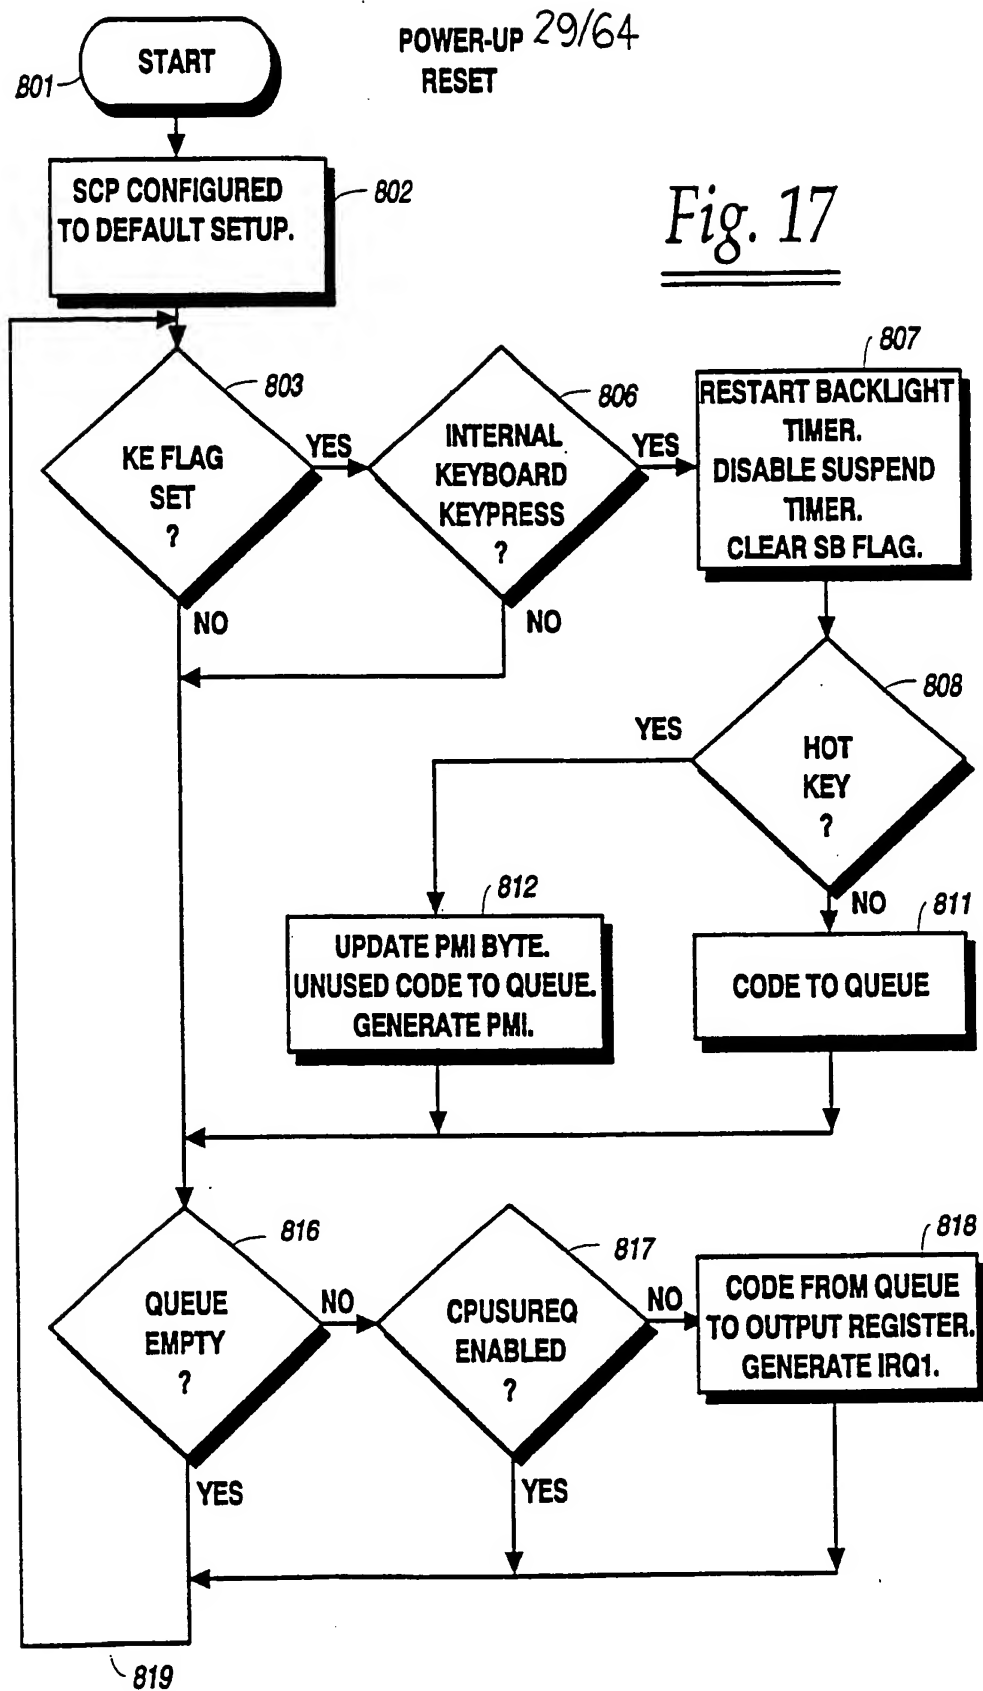 POWER-UP 29/64
RESET
START
801
SCP CONFIGURED
TO DEFAULT SETUP.
802
Fig. 17
KE FLAG
SET
?
803
YES
NO
INTERNAL
KEYBOARD
KEYPRESS
?
806
YES
NO
807
RESTART BACKLIGHT
TIMER.
DISABLE SUSPEND
TIMER.
CLEAR SB FLAG.
808
HOT
KEY
?
YES
NO
812
UPDATE PMI BYTE.
UNUSED CODE TO QUEUE.
GENERATE PMI.
811
CODE TO QUEUE
816
QUEUE
EMPTY
?
NO
YES
817
CPUSUREQ
ENABLED
?
NO
YES
818
CODE FROM QUEUE
TO OUTPUT REGISTER.
GENERATE IRQ1.
819